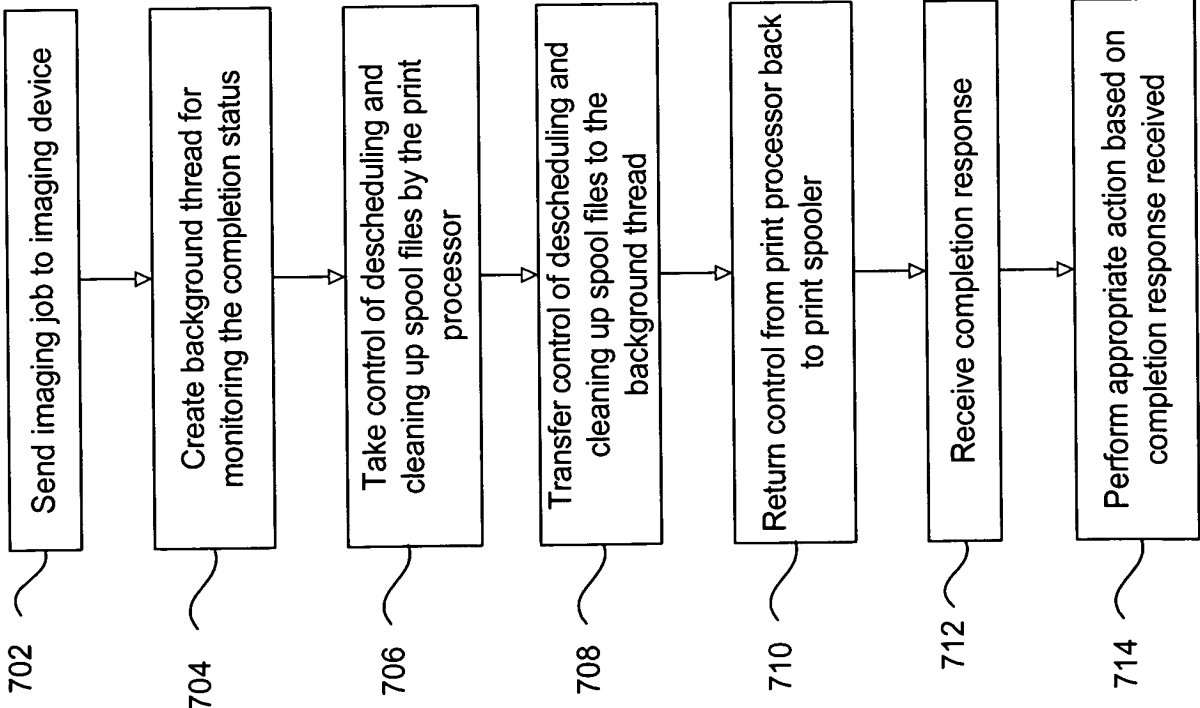 702
Send imaging job to imaging device
704
Create background thread for
monitoring the completion status
706
Take control of descheduling and
cleaning up spool files by the print
processor
708
Transfer control of descheduling and
cleaning up spool files to the
background thread
710
Return control from print processor back
to print spooler
712
Receive completion response
714
Perform appropriate action based on
completion response received